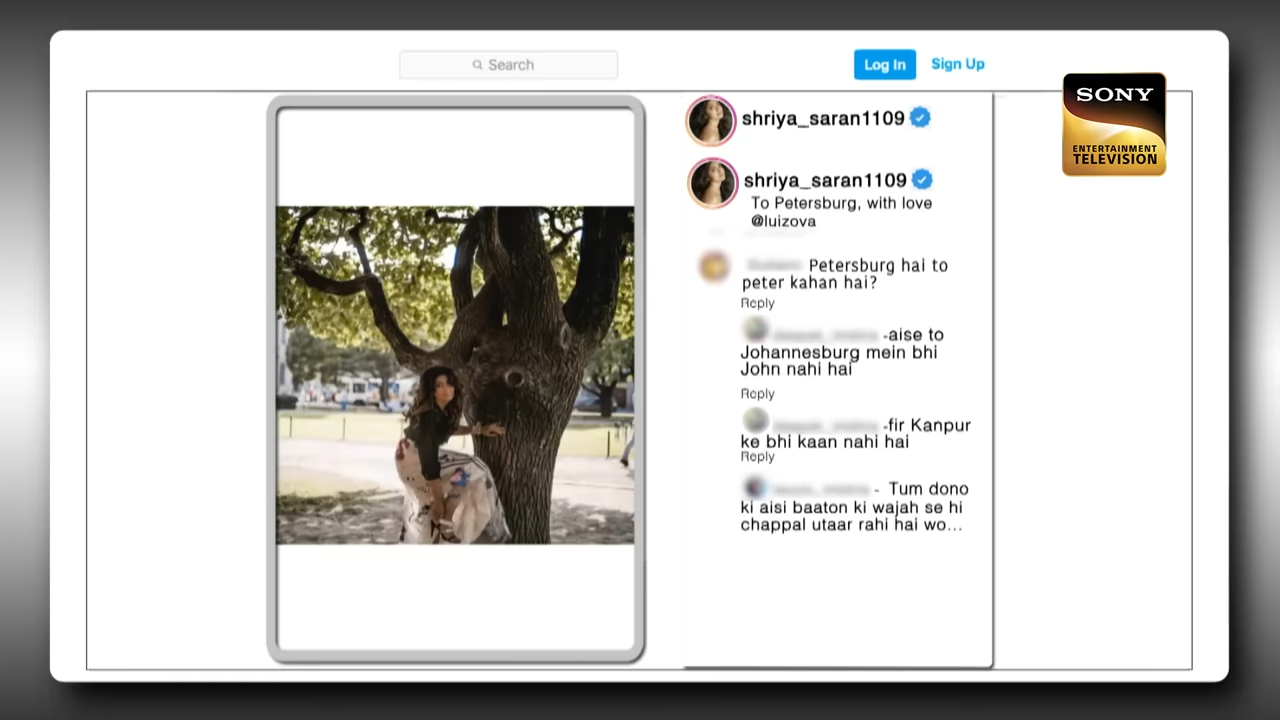 Search
Log In
Sign Up
SONY
ENTERTAINMENT
TELEVISION
shriya_saran1109
shriya_saran1109
To Petersburg, with love
@luizova
Petersburg hai to
peter kahan hai?
Reply
-aise to
Johannesburg mein bhi
John nahi hai
Reply
-fir Kanpur
ke bhi kaan nahi hai
Reply
- Tum dono
ki aisi baaton ki wajah se hi
chappal utaar rahi hai wo...